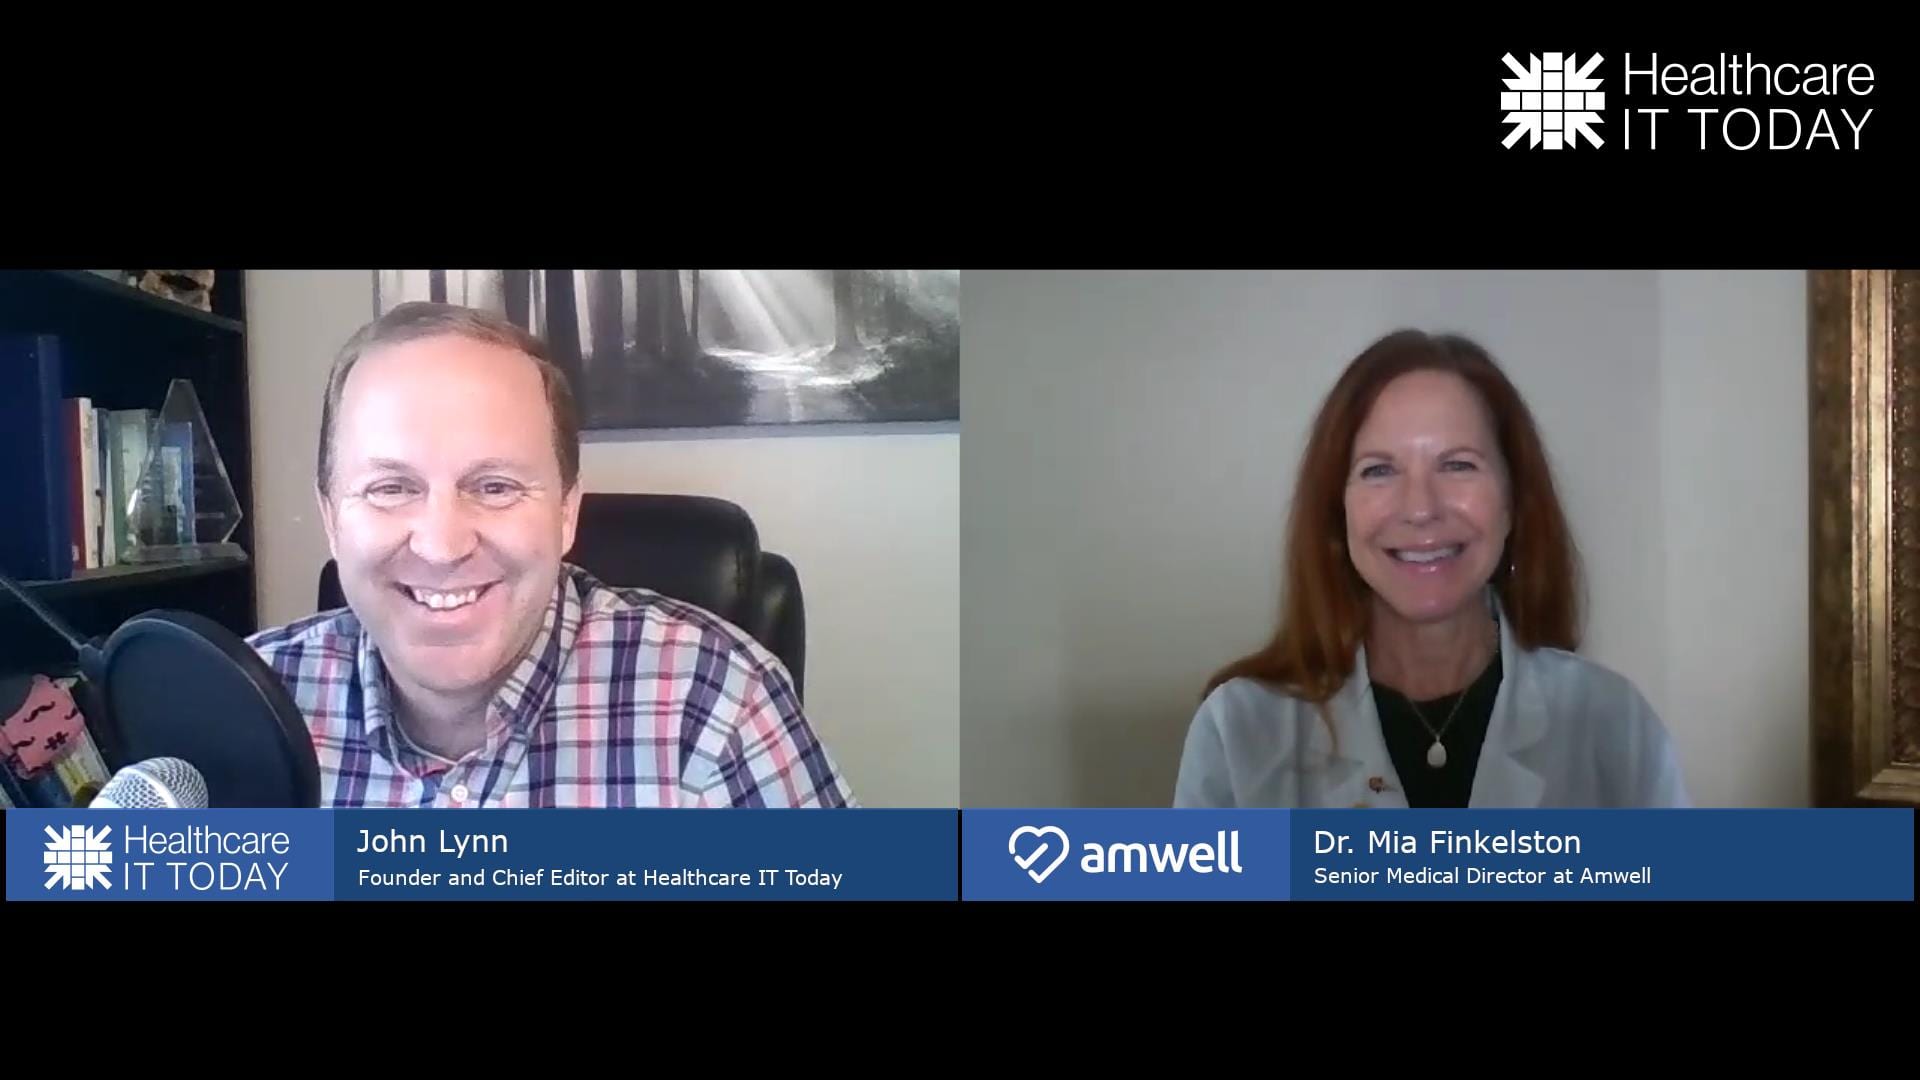 Healthcare
IT TODAY
Healthcare
IT TODAY
John Lynn
Founder and Chief Editor at Healthcare IT Today
amwell
Dr. Mia Finkelston
Senior Medical Director at Amwell